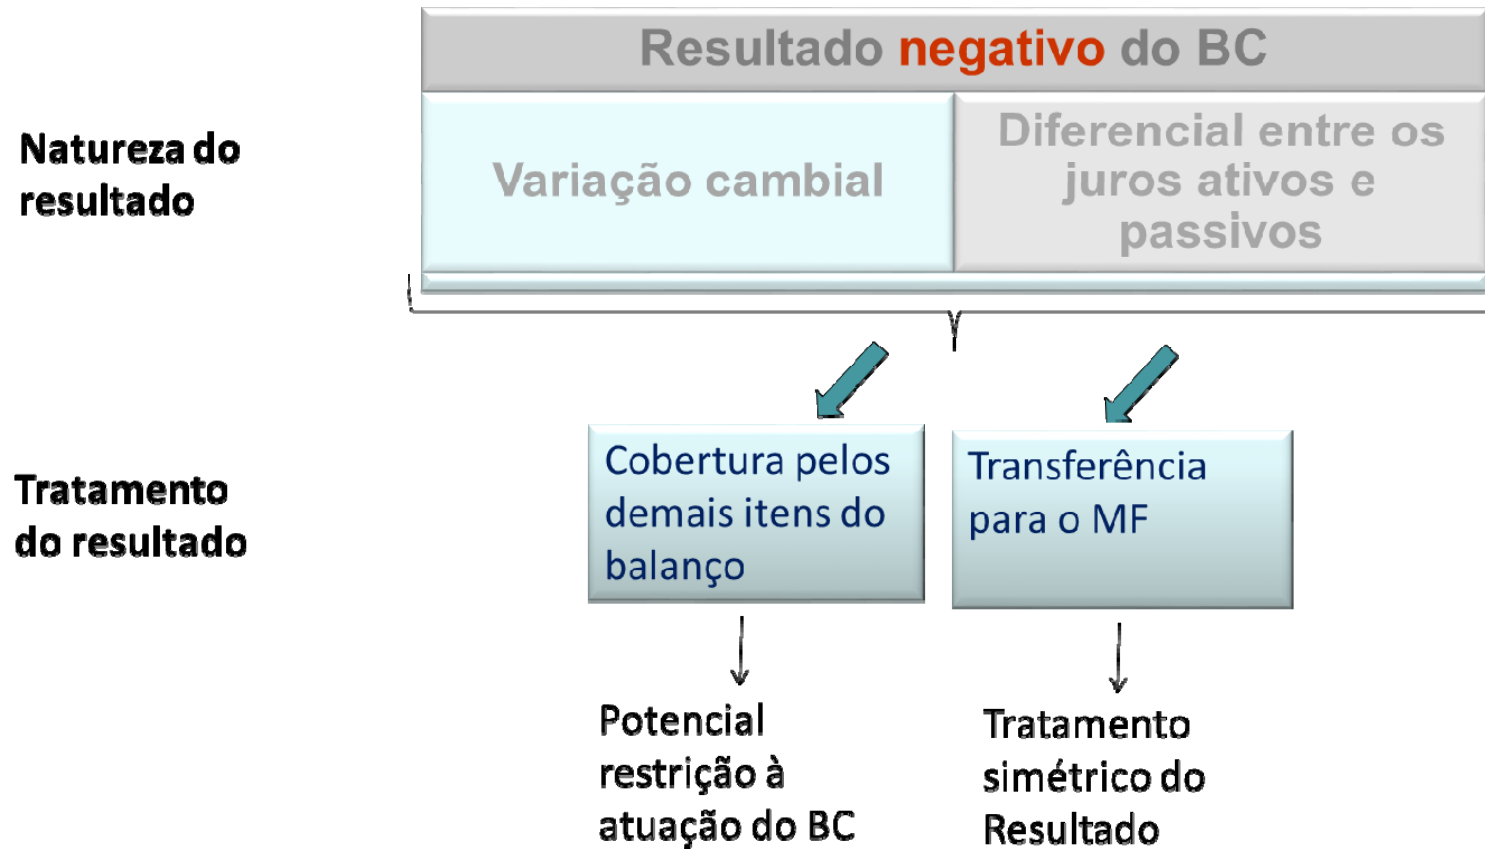 Resultado negativo do BC
Natureza do
resultado
Variação cambial
Diferencial entre os
juros ativos e
passivos
Tratamento
do resultado
Cobertura pelos
demais itens do
balanço
Transferência
para o MF
Potencial
restrição à
atuação do BC
Tratamento
simétrico do
Resultado